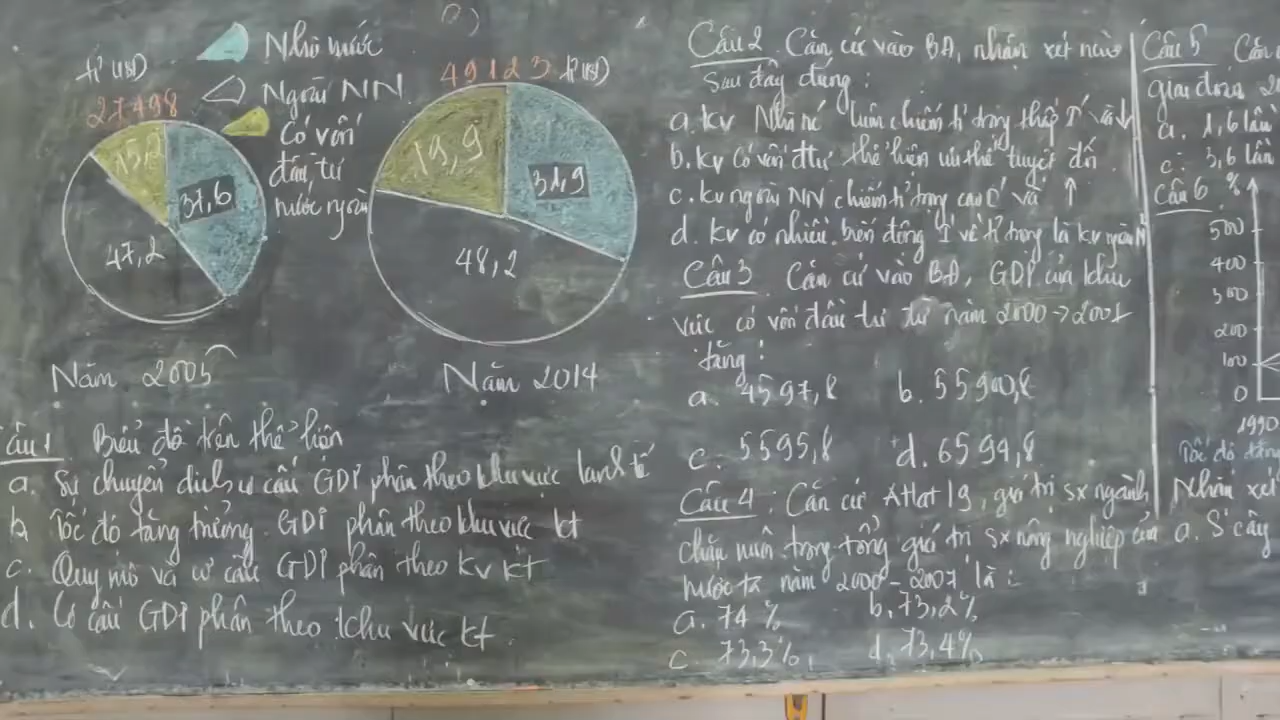 a)
Nhà nước
Ngoài NN
Có vốn
đầu tư
nước ngoài
tỉ USD
27498
15,2
37,6
47,2
Năm 2005
49123 tỉ USD
19,9
31,9
48,2
Năm 2014
Câu 1 Biểu đồ trên thể hiện
a. Sự chuyển dịch cơ cấu GDP phân theo khu vực kinh tế
b Tốc độ tăng trưởng GDP phân theo khu vực kt
c. Quy mô và cơ cấu GDP phân theo KV KT
d. Cơ cấu GDP phân theo khu vực kt
Câu 2 Căn cứ vào BĐ, nhận xét nào
sau đây đúng:
a. KV Nhà nc luôn chiếm tỉ trọng thấp và ↓
b. KV có vốn đtư thể hiện ưu thế tuyệt đối
c. KV ngoài NN chiếm tỉ trọng cao và ↑
d. KV có nhiều biến động về tỉ trọng là KV ngoài N
Câu 3 Căn cứ vào BĐ, GDP của khu
vực có vốn đầu tư từ năm 2000 → 2007
tăng:
a. 4597,8 b. 55900,8
c. 5595,8 d. 6594,8
Câu 4: Căn cứ Atlat 19, giá trị sx ngành
chăn nuôi trong tổng giá trị sx nông nghiệp của
nước ta năm 2000 - 2007 là:
a. 74% b. 73,2%
c. 73,3% d. 73,4%
Câu 5 Căn
giai đoạn 20
a. 1,6 lần
c. 3,6 lần
Câu 6 %
500
400
300
200
100
0
1990
Tốc độ tăng
Nhận xét
a. S cây